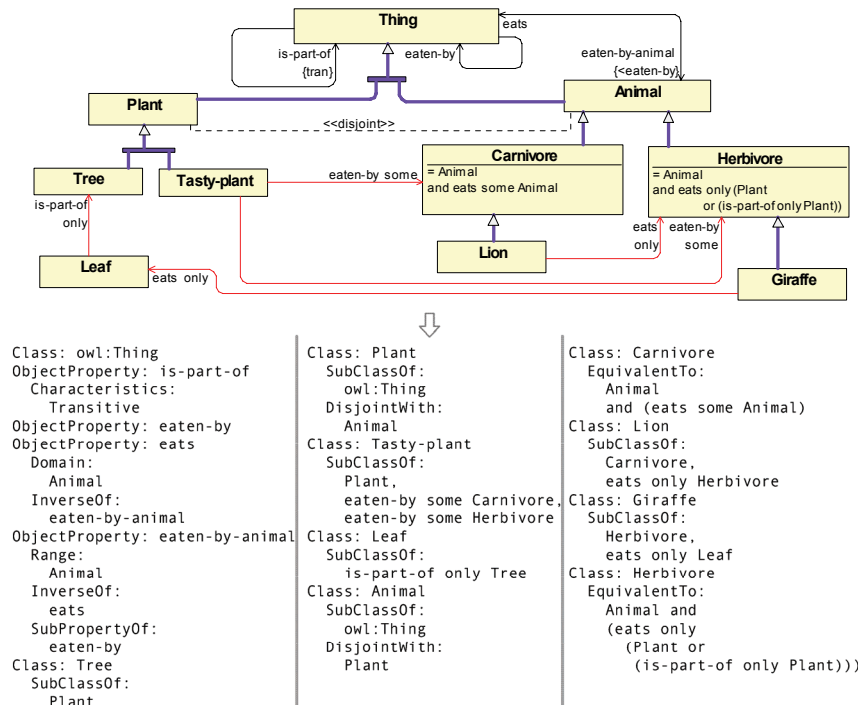 Thing
eats
is-part-of
{tran}
eaten-by
eaten-by-animal
{<eaten-by}
Plant
Animal
<<disjoint>>
Tree
Tasty-plant
eaten-by some
Carnivore
= Animal
and eats some Animal
Herbivore
= Animal
and eats only (Plant
or (is-part-of only Plant))
is-part-of
only
eats
only
eaten-by
some
Leaf
eats only
Lion
Giraffe
Class: owl:Thing
ObjectProperty: is-part-of
Characteristics:
Transitive
ObjectProperty: eaten-by
ObjectProperty: eats
Domain:
Animal
InverseOf:
eaten-by-animal
ObjectProperty: eaten-by-animal
Range:
Animal
InverseOf:
eats
SubPropertyOf:
eaten-by
Class: Tree
SubClassOf:
Plant
Class: Plant
SubClassOf:
owl:Thing
DisjointWith:
Animal
Class: Tasty-plant
SubClassOf:
Plant,
eaten-by some Carnivore,
eaten-by some Herbivore
Class: Leaf
SubClassOf:
is-part-of only Tree
Class: Animal
SubClassOf:
owl:Thing
DisjointWith:
Plant
Class: Carnivore
EquivalentTo:
Animal
and (eats some Animal)
Class: Lion
SubClassOf:
Carnivore,
eats only Herbivore
Class: Giraffe
SubClassOf:
Herbivore,
eats only Leaf
Class: Herbivore
EquivalentTo:
Animal and
(eats only
(Plant or
(is-part-of only Plant)))